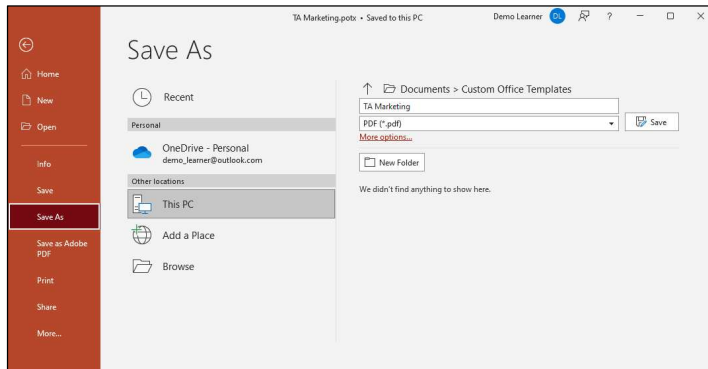 TA Marketing.potx • Saved to this PC
Demo Learner
DL
?
Home
New
Open
Info
Save
Save As
Save as Adobe
PDF
Print
Share
More...
Save As
Recent
Personal
OneDrive - Personal
demo_learner@outlook.com
Other locations
This PC
Add a Place
Browse
Documents > Custom Office Templates
TA Marketing
PDF (*.pdf)
Save
More options...
New Folder
We didn't find anything to show here.